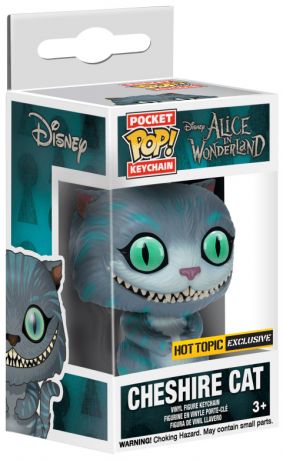 Disney
POCKET
POP!
KEYCHAIN
Disney
ALICE
IN
WONDERLAND
HOT TOPIC EXCLUSIVE
CHESHIRE CAT
VINYL FIGURE KEYCHAIN
FIGURINE EN VINYLE PORTE-CLÉ
FIGURA DE VINIL LLAVERO
3+
WARNING! Choking Hazard. May contain small parts.